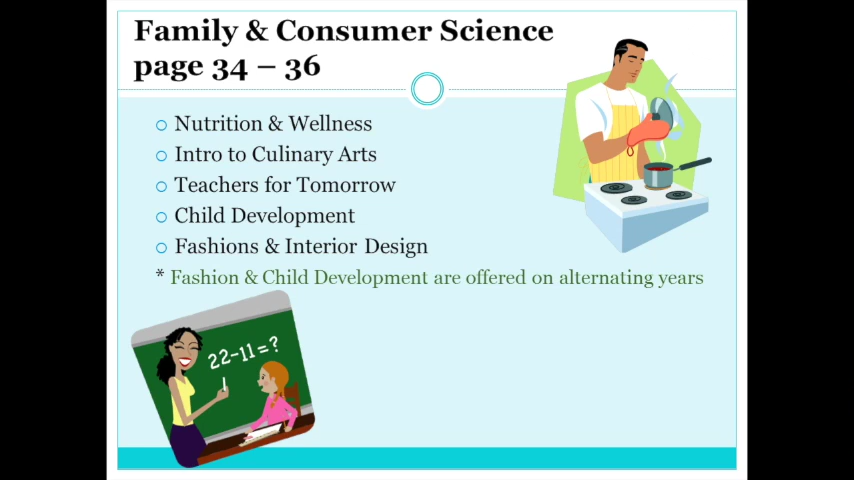 Family & Consumer Science
page 34 – 36
Nutrition & Wellness
Intro to Culinary Arts
Teachers for Tomorrow
Child Development
Fashions & Interior Design
* Fashion & Child Development are offered on alternating years
22-11=?